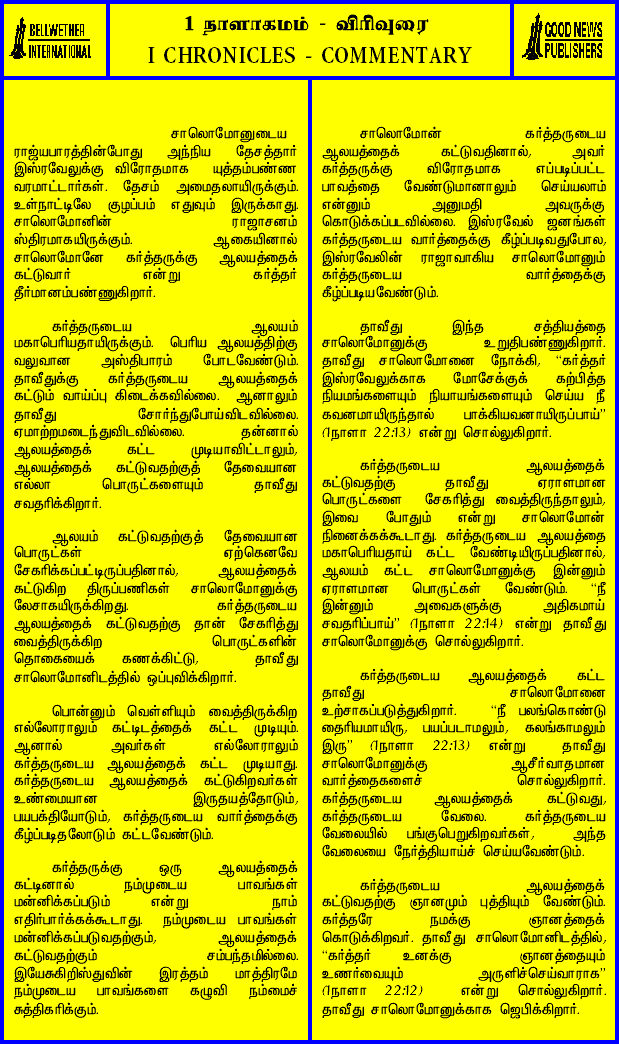 BELLWETHER
INTERNATIONAL
1 நாளாகமம் - விரிவுரை
I CHRONICLES - COMMENTARY
GOOD NEWS
PUBLISHERS
சாலொமோனுடைய
ராஜ்யபாரத்தின்போது அந்நிய தேசத்தார்
இஸ்ரவேலுக்கு விரோதமாக யுத்தம்பண்ண
வரமாட்டார்கள். தேசம் அமைதலாயிருக்கும்.
உள்நாட்டிலே குழப்பம் எதுவும் இருக்காது.
சாலொமோனின் ராஜாசனம்
ஸ்திரமாகயிருக்கும். ஆகையினால்
சாலொமோனே கர்த்தருக்கு ஆலயத்தைக்
கட்டுவார் என்று கர்த்தர்
தீர்மானம்பண்ணுகிறார்.
கர்த்தருடைய ஆலயம்
மகாபெரியதாயிருக்கும். பெரிய ஆலயத்திற்கு
வலுவான அஸ்திபாரம் போடவேண்டும்.
தாவீதுக்கு கர்த்தருடைய ஆலயத்தைக்
கட்டும் வாய்ப்பு கிடைக்கவில்லை. ஆனாலும்
தாவீது சோர்ந்துபோய்விடவில்லை.
ஏமாற்றமடைந்துவிடவில்லை. தன்னால்
ஆலயத்தைக் கட்ட முடியாவிட்டாலும்,
ஆலயத்தைக் கட்டுவதற்குத் தேவையான
எல்லா பொருட்களையும் தாவீது
சவதரிக்கிறார்.
ஆலயம் கட்டுவதற்குத் தேவையான
பொருட்கள் ஏற்கெனவே
சேகரிக்கப்பட்டிருப்பதினால், ஆலயத்தைக்
கட்டுகிற திருப்பணிகள் சாலொமோனுக்கு
லேசாகயிருக்கிறது. கர்த்தருடைய
ஆலயத்தைக் கட்டுவதற்கு தான் சேகரித்து
வைத்திருக்கிற பொருட்களின்
தொகையைக் கணக்கிட்டு, தாவீது
சாலொமோனிடத்தில் ஒப்புவிக்கிறார்.
பொன்னும் வெள்ளியும் வைத்திருக்கிற
எல்லோராலும் கட்டிடத்தைக் கட்ட முடியும்.
ஆனால் அவர்கள் எல்லோராலும்
கர்த்தருடைய ஆலயத்தைக் கட்ட முடியாது.
கர்த்தருடைய ஆலயத்தைக் கட்டுகிறவர்கள்
உண்மையான இருதயத்தோடும்,
பயபக்தியோடும், கர்த்தருடைய வார்த்தைக்கு
கீழ்ப்படிதலோடும் கட்டவேண்டும்.
கர்த்தருக்கு ஒரு ஆலயத்தைக்
கட்டினால் நம்முடைய பாவங்கள்
மன்னிக்கப்படும் என்று நாம்
எதிர்பார்க்கக்கூடாது. நம்முடைய பாவங்கள்
மன்னிக்கப்படுவதற்கும், ஆலயத்தைக்
கட்டுவதற்கும் சம்பந்தமில்லை.
இயேசுகிறிஸ்துவின் இரத்தம் மாத்திரமே
நம்முடைய பாவங்களை கழுவி நம்மைச்
சுத்திகரிக்கும்.
சாலொமோன் கர்த்தருடைய
ஆலயத்தைக் கட்டுவதினால், அவர்
கர்த்தருக்கு விரோதமாக எப்படிப்பட்ட
பாவத்தை வேண்டுமானாலும் செய்யலாம்
என்னும் அனுமதி அவருக்கு
கொடுக்கப்படவில்லை. இஸ்ரவேல் ஜனங்கள்
கர்த்தருடைய வார்த்தைக்கு கீழ்ப்படிவதுபோல,
இஸ்ரவேலின் ராஜாவாகிய சாலொமோனும்
கர்த்தருடைய வார்த்தைக்கு
கீழ்ப்படியவேண்டும்.
தாவீது இந்த சத்தியத்தை
சாலொமோனுக்கு உறுதிபண்ணுகிறார்.
தாவீது சாலொமோனை நோக்கி, “கர்த்தர்
இஸ்ரவேலுக்காக மோசேக்குக் கற்பித்த
நியமங்களையும் நியாயங்களையும் செய்ய நீ
கவனமாயிருந்தால் பாக்கியவானாயிருப்பாய்”
(1நாளா 22:13) என்று சொல்லுகிறார்.
கர்த்தருடைய ஆலயத்தைக்
கட்டுவதற்கு தாவீது ஏராளமான
பொருட்களை சேகரித்து வைத்திருந்தாலும்,
இவை போதும் என்று சாலொமோன்
நினைக்கக்கூடாது. கர்த்தருடைய ஆலயத்தை
மகாபெரியதாய் கட்ட வேண்டியிருப்பதினால்,
ஆலயம் கட்ட சாலொமோனுக்கு இன்னும்
ஏராளமான பொருட்கள் வேண்டும். “நீ
இன்னும் அவைகளுக்கு அதிகமாய்
சவதரிப்பாய்” (1நாளா 22:14) என்று தாவீது
சாலொமோனுக்கு சொல்லுகிறார்.
கர்த்தருடைய ஆலயத்தைக் கட்ட
தாவீது சாலொமோனை
உற்சாகப்படுத்துகிறார். “நீ பலங்கொண்டு
தைரியமாயிரு, பயப்படாமலும், கலங்காமலும்
இரு” (1நாளா 22:13) என்று தாவீது
சாலொமோனுக்கு ஆசீர்வாதமான
வார்த்தைகளைச் சொல்லுகிறார்.
கர்த்தருடைய ஆலயத்தைக் கட்டுவது,
கர்த்தருடைய வேலை. கர்த்தருடைய
வேலையில் பங்குபெறுகிறவர்கள், அந்த
வேலையை நேர்த்தியாய்ச் செய்யவேண்டும்.
கர்த்தருடைய ஆலயத்தைக்
கட்டுவதற்கு ஞானமும் புத்தியும் வேண்டும்.
கர்த்தரே நமக்கு ஞானத்தைக்
கொடுக்கிறவர். தாவீது சாலொமோனிடத்தில்,
“கர்த்தர் உனக்கு ஞானத்தையும்
உணர்வையும் அருளிச்செய்வாராக”
(1நாளா 22:12) என்று சொல்லுகிறார்.
தாவீது சாலொமோனுக்காக ஜெபிக்கிறார்.